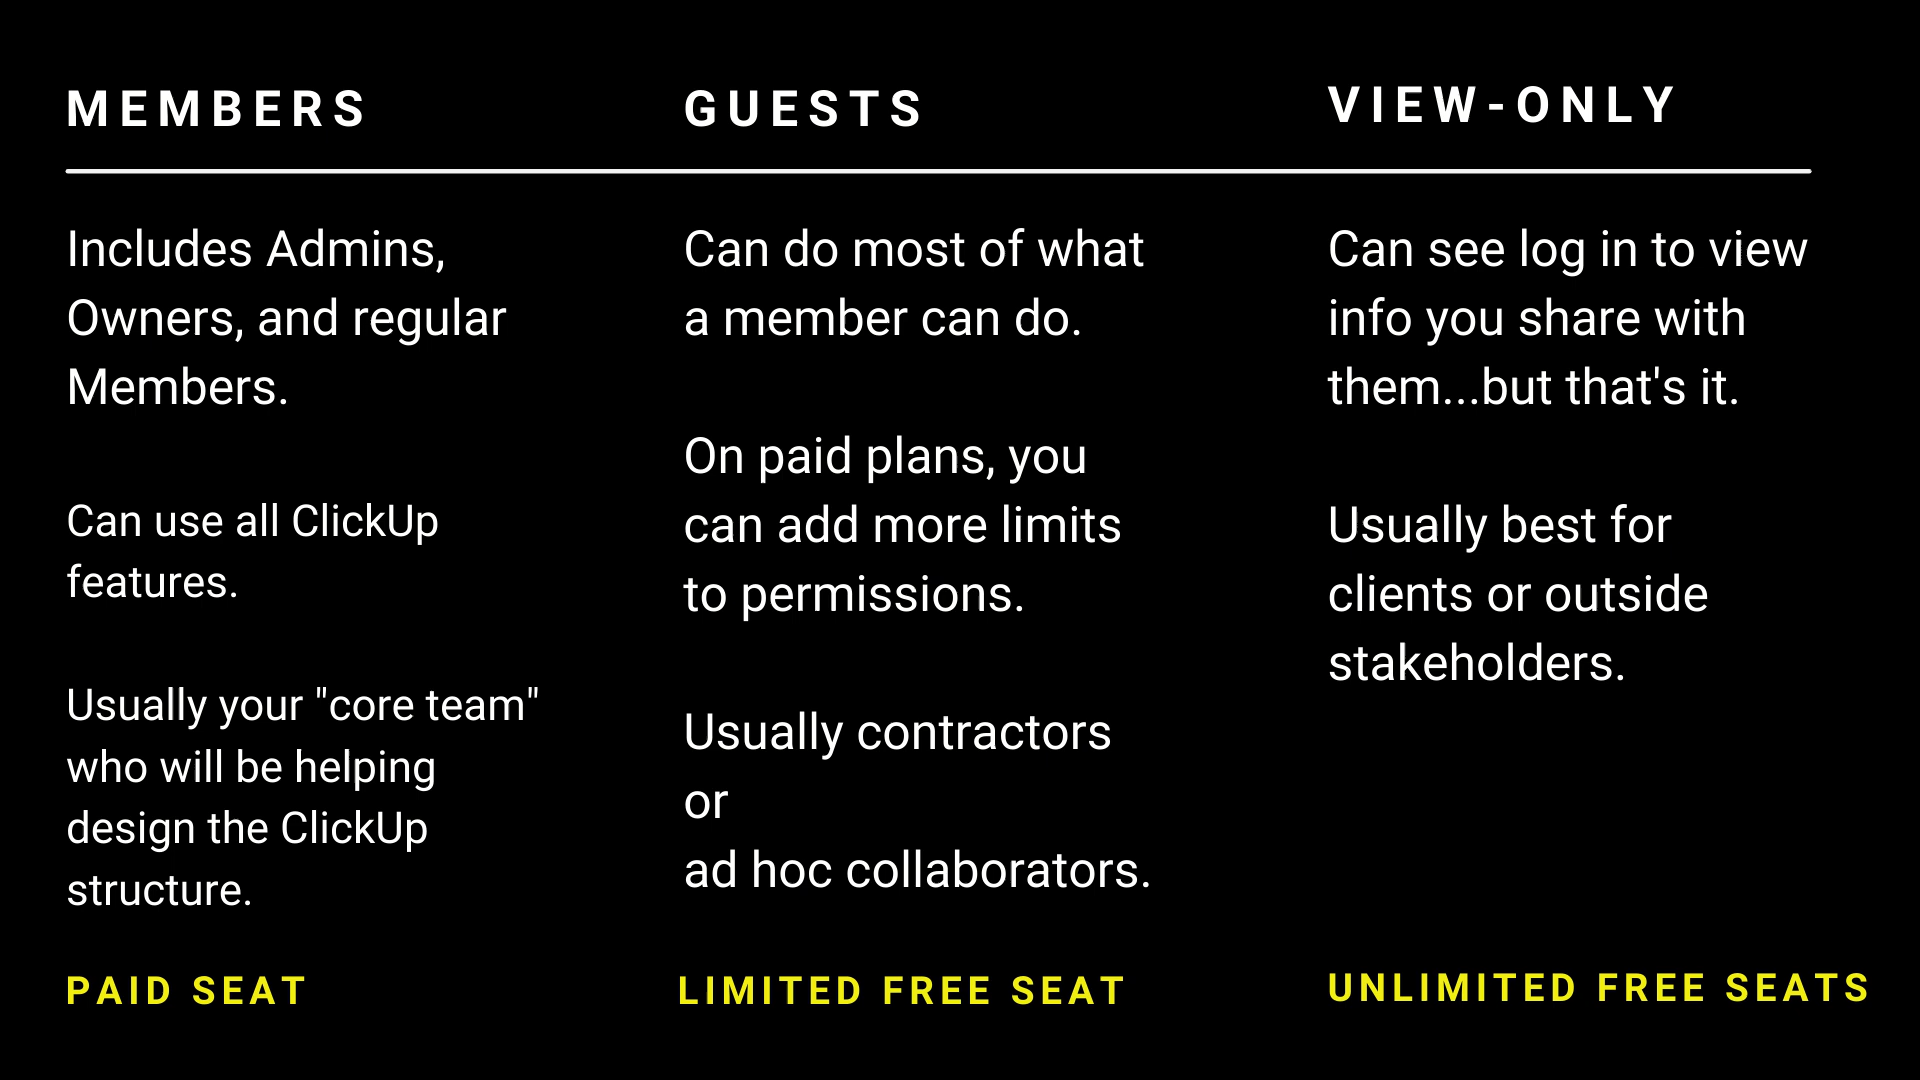 MEMBERS
Includes Admins,
Owners, and regular
Members.
Can use all ClickUp
features.
Usually your "core team"
who will be helping
design the ClickUp
structure.
PAID SEAT
GUESTS
Can do most of what
a member can do.
On paid plans, you
can add more limits
to permissions.
Usually contractors
or
ad hoc collaborators.
LIMITED FREE SEAT
VIEW-ONLY
Can see log in to view
info you share with
them...but that's it.
Usually best for
clients or outside
stakeholders.
UNLIMITED FREE SEATS